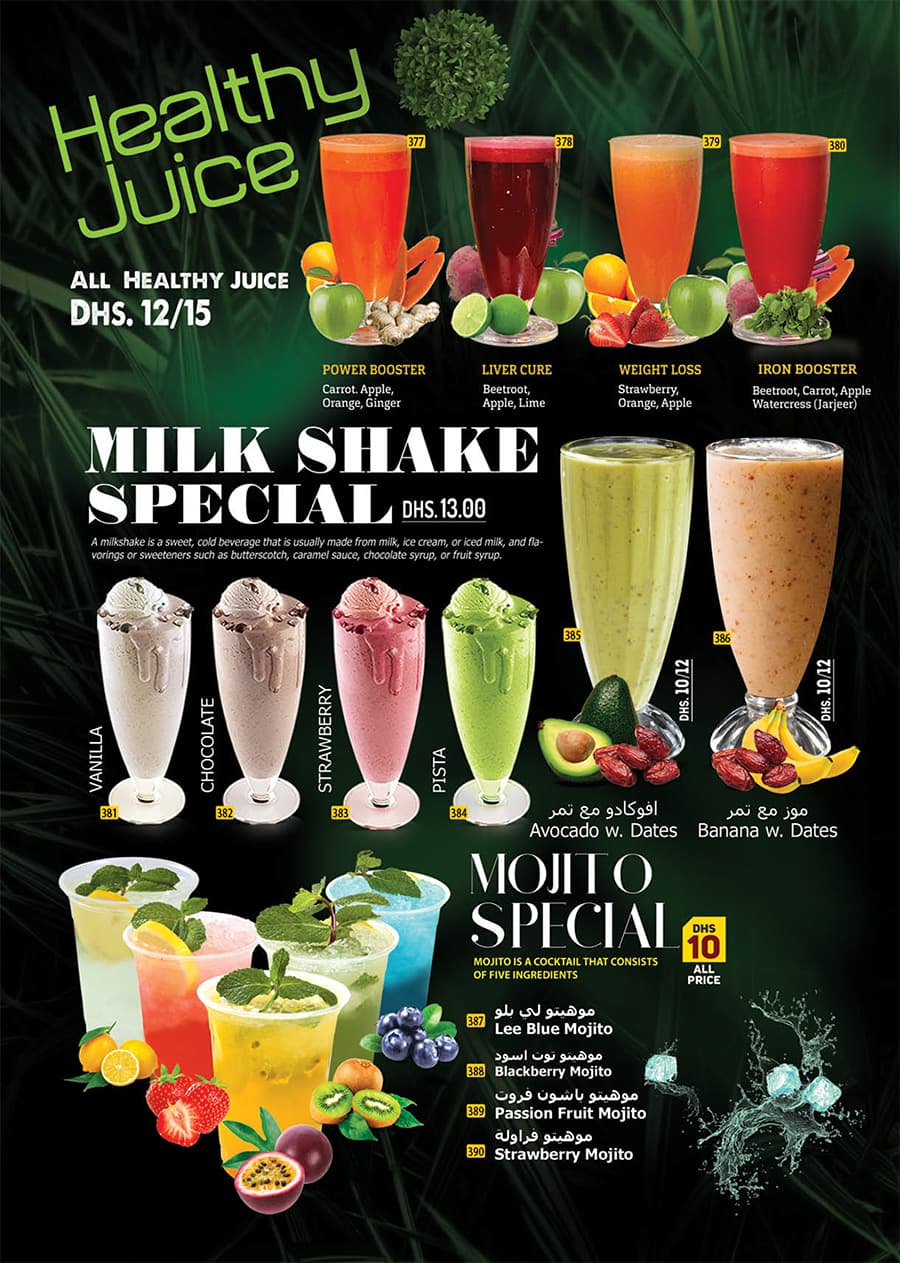 Healthy
Juice
ALL HEALTHY JUICE
DHS. 12/15
377
378
379
380
POWER BOOSTER
Carrot. Apple,
Orange, Ginger
LIVER CURE
Beetroot,
Apple, Lime
WEIGHT LOSS
Strawberry,
Orange, Apple
IRON BOOSTER
Beetroot, Carrot, Apple
Watercress (Jarjeer)
MILK SHAKE
SPECIAL DHS. 13.00
A milkshake is a sweet, cold beverage that is usually made from milk, ice cream, or iced milk, and fla-
vorings or sweeteners such as butterscotch, caramel sauce, chocolate syrup, or fruit syrup.
VANILLA
381
CHOCOLATE
382
STRAWBERRY
383
PISTA
384
385
DHS. 10/12
افوكادو مع تمر
Avocado w. Dates
386
DHS. 10/12
موز مع تمر
Banana w. Dates
MOJITO
SPECIAL
DHS
10
ALL
PRICE
MOJITO IS A COCKTAIL THAT CONSISTS
OF FIVE INGREDIENTS
موهيتو لي بلو
387 Lee Blue Mojito
موهيتو توت اسود
388 Blackberry Mojito
موهيتو باشون فروت
389 Passion Fruit Mojito
موهيتو فراولة
390 Strawberry Mojito